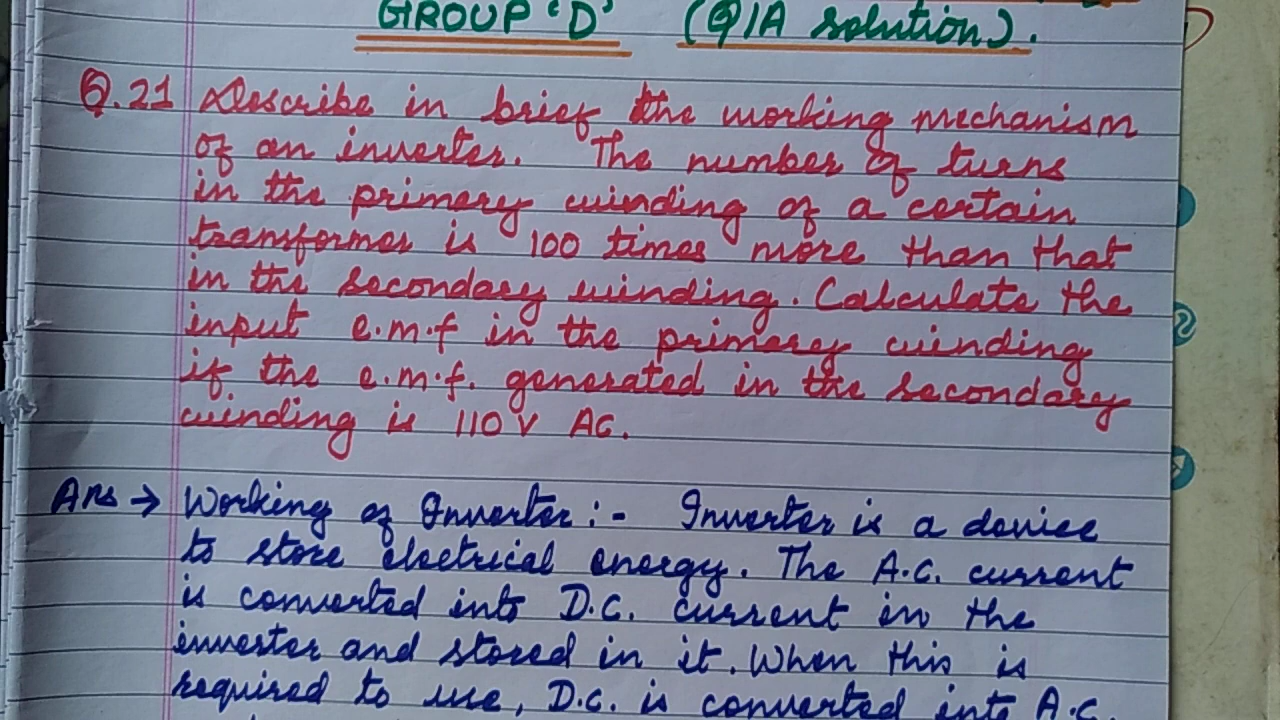 GROUP 'D' (Q/A solution).
Q.21 Describe in brief the working mechanism
of an inverter. The number of turns
in the primary winding of a certain
transformer is 100 times more than that
in the secondary winding. Calculate the
input e.m.f in the primary winding
if the e.m.f. generated in the secondary
winding is 110 V AC.
Ans → Working of Inverter :- Inverter is a device
to store electrical energy. The A.C. current
is converted into D.C. current in the
inverter and stored in it. When this is
required to use, D.C. is converted into A.C.